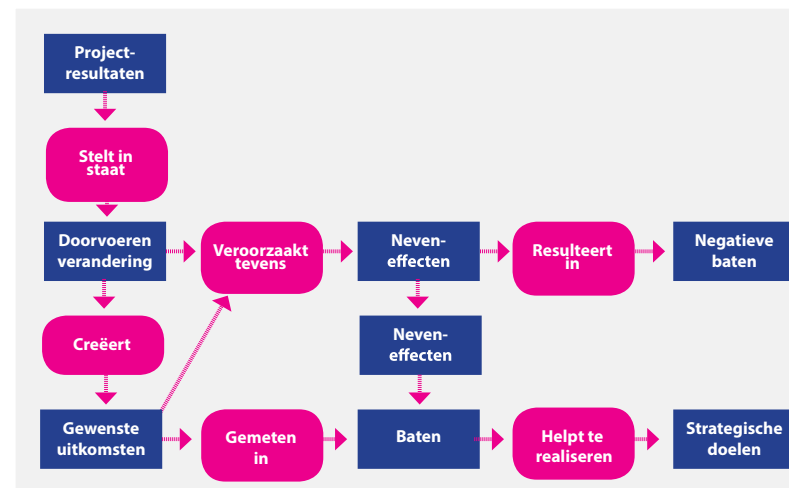 Project-
resultaten
Stelt in
staat
Doorvoeren
verandering
Veroorzaakt
tevens
Neven-
effecten
Resulteert
in
Negatieve
baten
Creëert
Neven-
effecten
Gewenste
uitkomsten
Gemeten
in
Baten
Helpt te
realiseren
Strategische
doelen